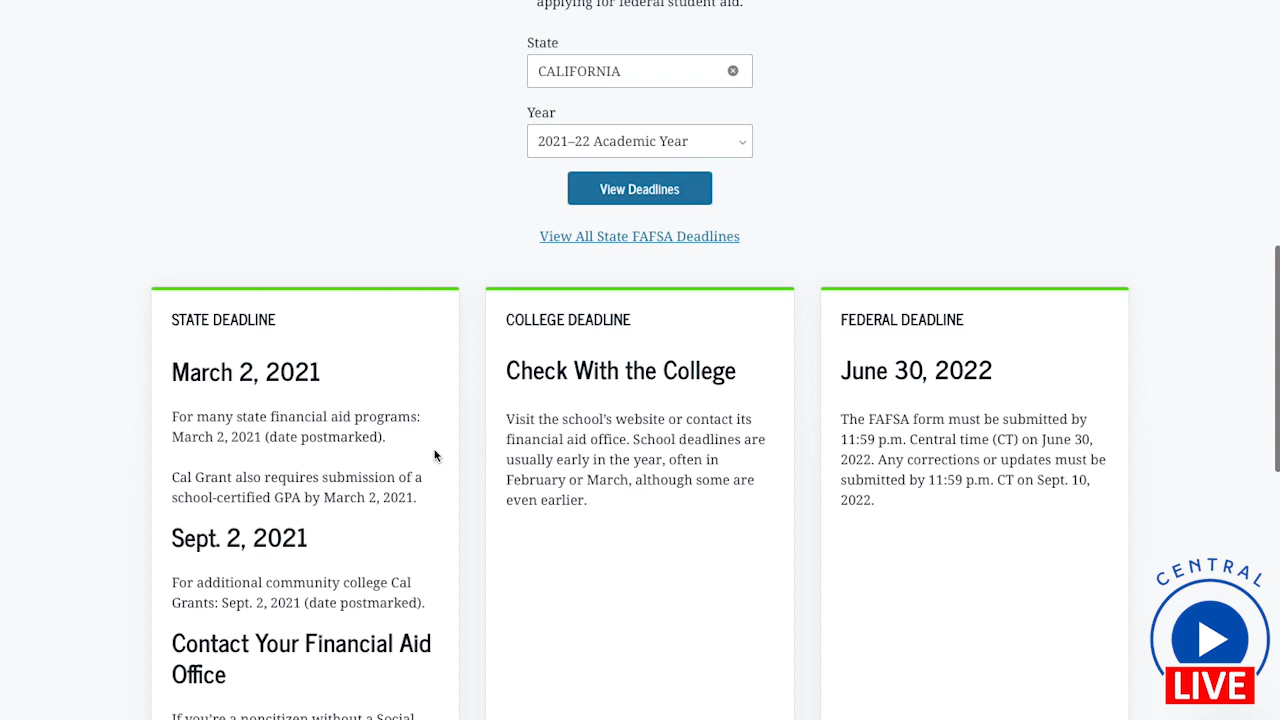 applying for federal student aid.
State
CALIFORNIA
Year
2021–22 Academic Year
View Deadlines
View All State FAFSA Deadlines
STATE DEADLINE
March 2, 2021
For many state financial aid programs:
March 2, 2021 (date postmarked).
Cal Grant also requires submission of a
school-certified GPA by March 2, 2021.
Sept. 2, 2021
For additional community college Cal
Grants: Sept. 2, 2021 (date postmarked).
Contact Your Financial Aid
Office
If you’re a noncitizen without a Social
COLLEGE DEADLINE
Check With the College
Visit the school’s website or contact its
financial aid office. School deadlines are
usually early in the year, often in
February or March, although some are
even earlier.
FEDERAL DEADLINE
June 30, 2022
The FAFSA form must be submitted by
11:59 p.m. Central time (CT) on June 30,
2022. Any corrections or updates must be
submitted by 11:59 p.m. CT on Sept. 10,
2022.
CENTRAL
LIVE